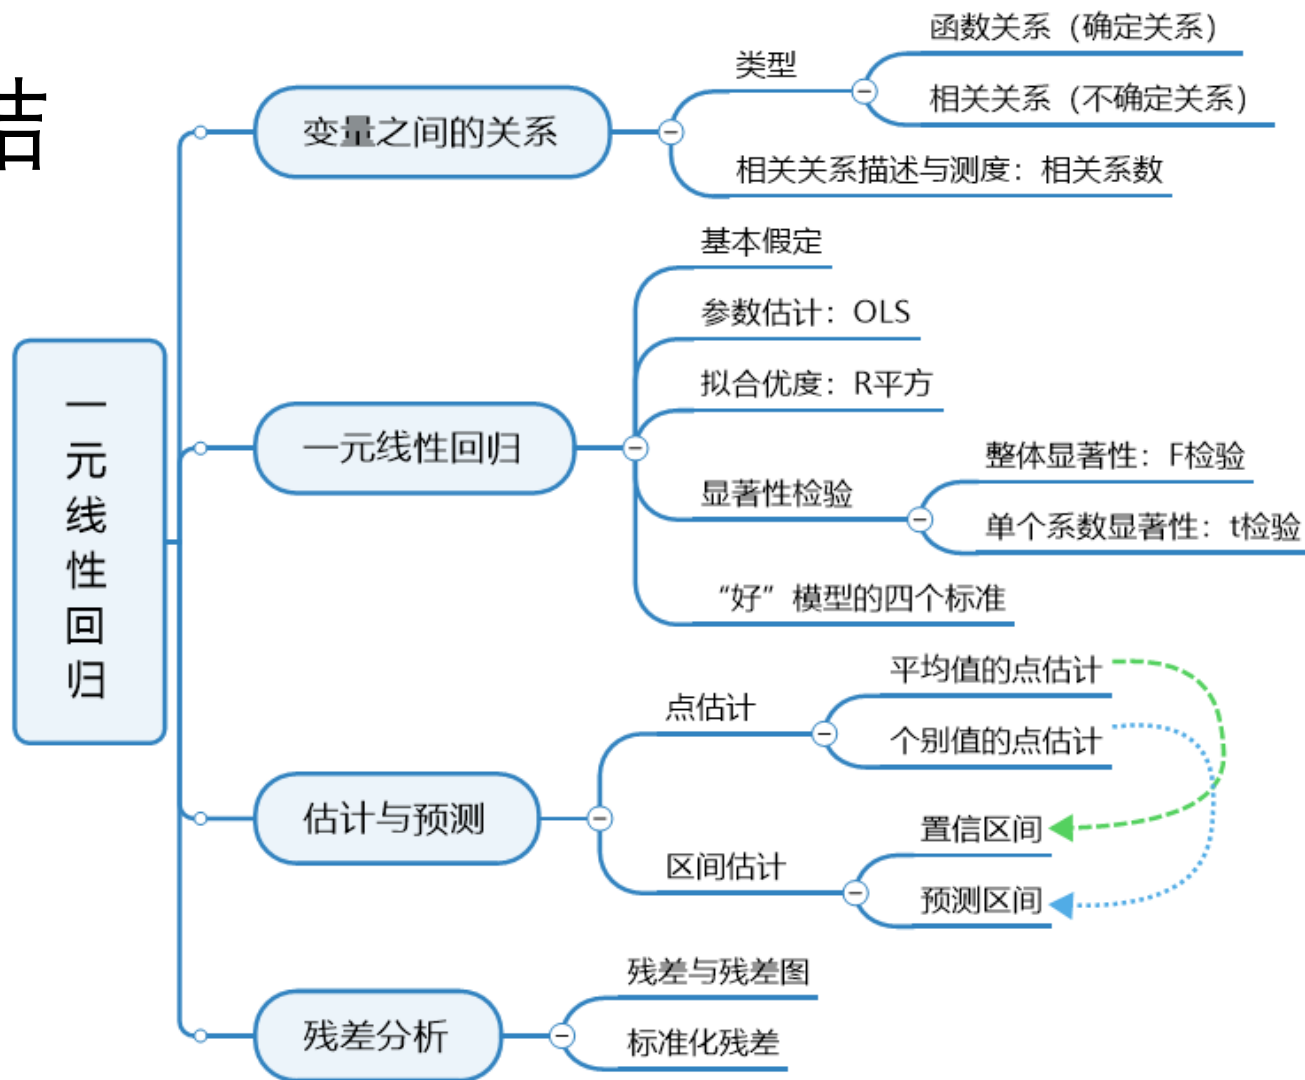 结
变量之间的关系
类型
函数关系（确定关系）
相关关系（不确定关系）
相关关系描述与测度：相关系数
一元线性回归
一元线性回归
基本假定
参数估计：OLS
拟合优度：R平方
显著性检验
整体显著性：F检验
单个系数显著性：t检验
“好”模型的四个标准
估计与预测
点估计
平均值的点估计
个别值的点估计
区间估计
置信区间
预测区间
残差分析
残差与残差图
标准化残差